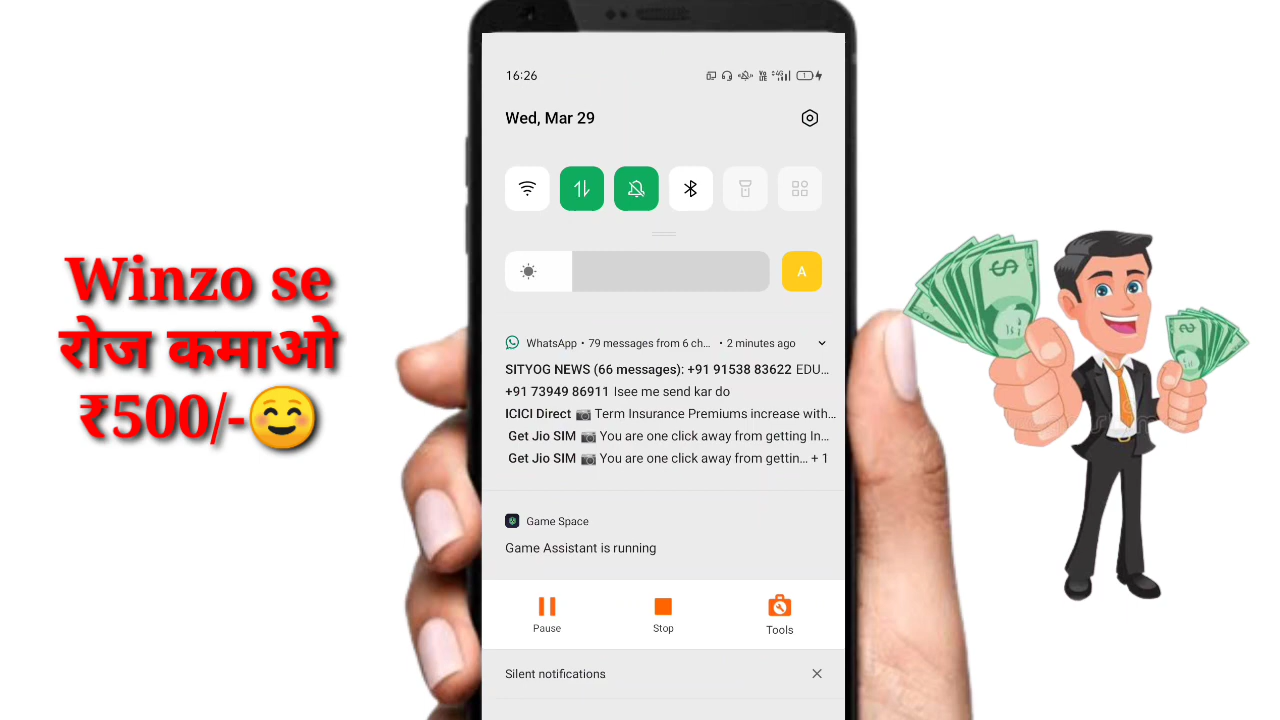 Winzo se
रोज कमाओ
₹500/-
16:26
Wed, Mar 29
A
WhatsApp • 79 messages from 6 ch... • 2 minutes ago
SITYOG NEWS (66 messages): +91 91538 83622 EDU...
+91 73949 86911 Isee me send kar do
ICICI Direct 📷 Term Insurance Premiums increase with...
Get Jio SIM 📷 You are one click away from getting In...
Get Jio SIM 📷 You are one click away from gettin... + 1
Game Space
Game Assistant is running
Pause
Stop
Tools
Silent notifications